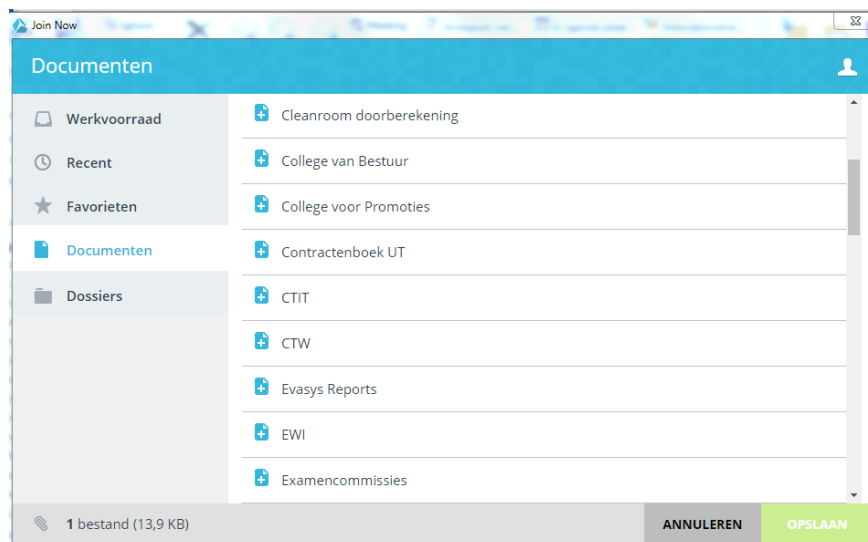 Join Now
Documenten
Werkvoorraad
Recent
Favorieten
Documenten
Dossiers
Cleanroom doorberekening
College van Bestuur
College voor Promoties
Contractenboek UT
CTIT
CTW
Evasys Reports
EWI
Examencommissies
1 bestand (13,9 KB)
ANNULEREN
OPSLAAN